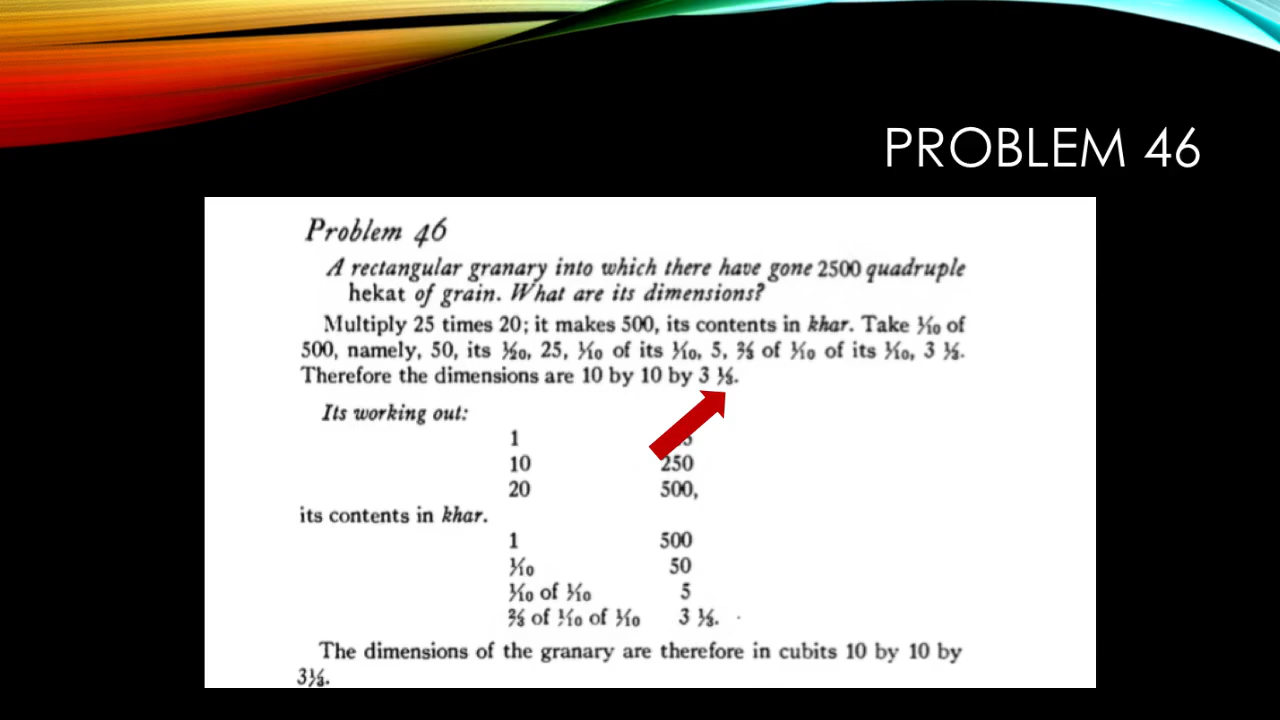 PROBLEM 46
Problem 46
A rectangular granary into which there have gone 2500 quadruple
hekat of grain. What are its dimensions?
Multiply 25 times 20; it makes 500, its contents in khar. Take 1/10 of
500, namely, 50, its 1/20, 25, 1/10 of its 1/10, 5, 2/3 of 1/10 of its 1/10, 3 1/3.
Therefore the dimensions are 10 by 10 by 3 1/3.
Its working out:
1
10 250
20 500,
its contents in khar.
1 500
1/10 50
1/10 of 1/10 5
2/3 of 1/10 of 1/10 3 1/3.
The dimensions of the granary are therefore in cubits 10 by 10 by
3 1/3.